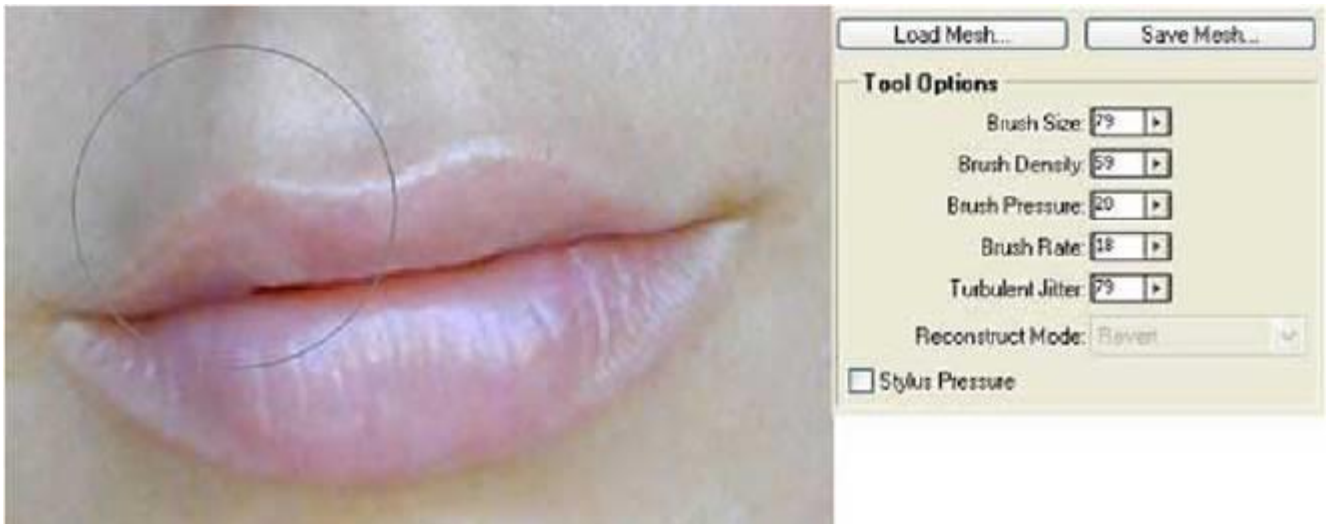 Load Mesh... Save Mesh...
Tool Options
Brush Size: 79
Brush Density: 59
Brush Pressure: 20
Brush Rate: 18
Turbulent Jitter: 79
Reconstruct Mode: Revert
Stylus Pressure